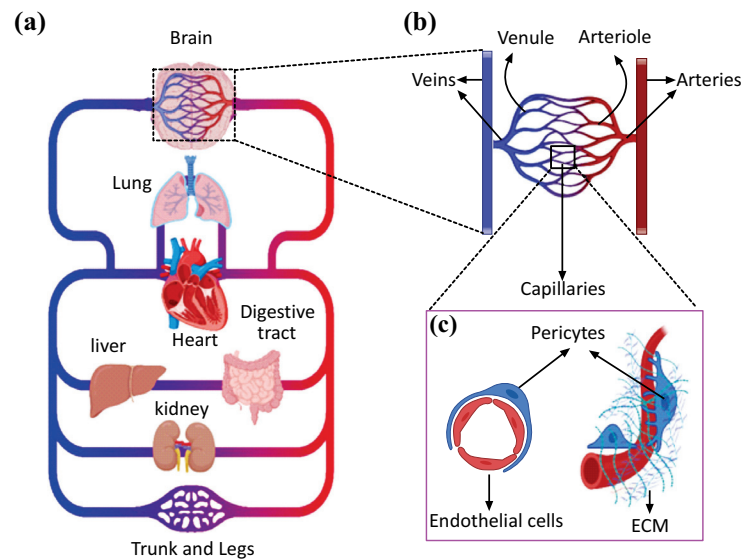 (a)
Brain
Lung
Heart
Digestive
tract
liver
kidney
Trunk and Legs
(b)
Venule
Arteriole
Veins
Arteries
Capillaries
(c)
Pericytes
Endothelial cells
ECM